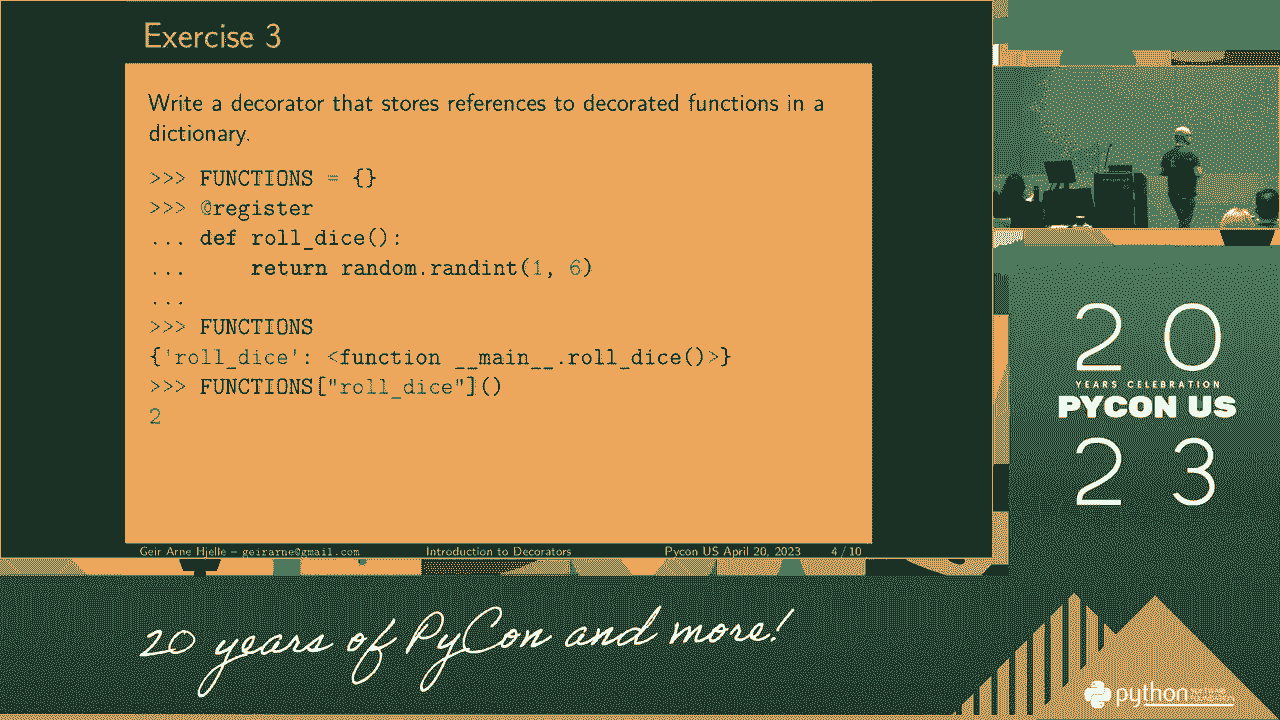 Exercise 3
Write a decorator that stores references to decorated functions in a
dictionary.
>>> FUNCTIONS = {}
>>> @register
... def roll_dice():
...     return random.randint(1, 6)
...
>>> FUNCTIONS
{'roll_dice': <function __main__.roll_dice()>}
>>> FUNCTIONS["roll_dice"]()
2
Geir Arne Hjelle – geirarne@gmail.com Introduction to Decorators Pycon US April 20, 2023 4 / 10
20
YEARS CELEBRATION
PYCON US
23
20 years of PyCon and more!
python